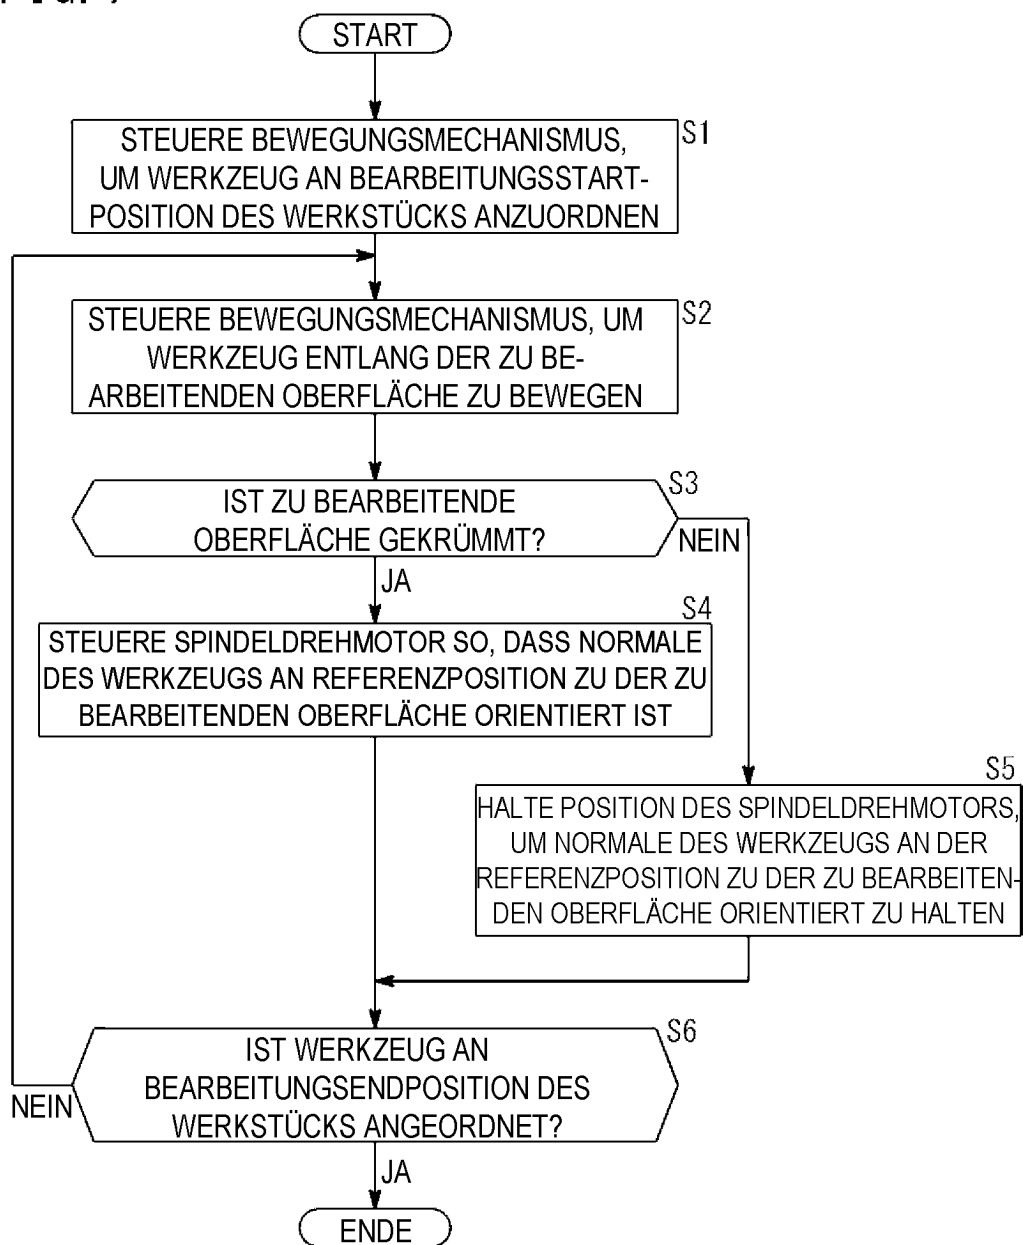 START
S1
STEUERE BEWEGUNGSMECHANISMUS,
UM WERKZEUG AN BEARBEITUNGSSTART-
POSITION DES WERKSTÜCKS ANZUORDNEN
S2
STEUERE BEWEGUNGSMECHANISMUS, UM
WERKZEUG ENTLANG DER ZU BE-
ARBEITENDEN OBERFLÄCHE ZU BEWEGEN
S3
IST ZU BEARBEITENDE
OBERFLÄCHE GEKRÜMMT?
NEIN
JA
S4
STEUERE SPINDELDREHMOTOR SO, DASS NORMALE
DES WERKZEUGS AN REFERENZPOSITION ZU DER ZU
BEARBEITENDEN OBERFLÄCHE ORIENTIERT IST
S5
HALTE POSITION DES SPINDELDREHMOTORS,
UM NORMALE DES WERKZEUGS AN DER
REFERENZPOSITION ZU DER ZU BEARBEITEN-
DEN OBERFLÄCHE ORIENTIERT ZU HALTEN
S6
IST WERKZEUG AN
BEARBEITUNGSENDPOSITION DES
WERKSTÜCKS ANGEORDNET?
NEIN
JA
ENDE